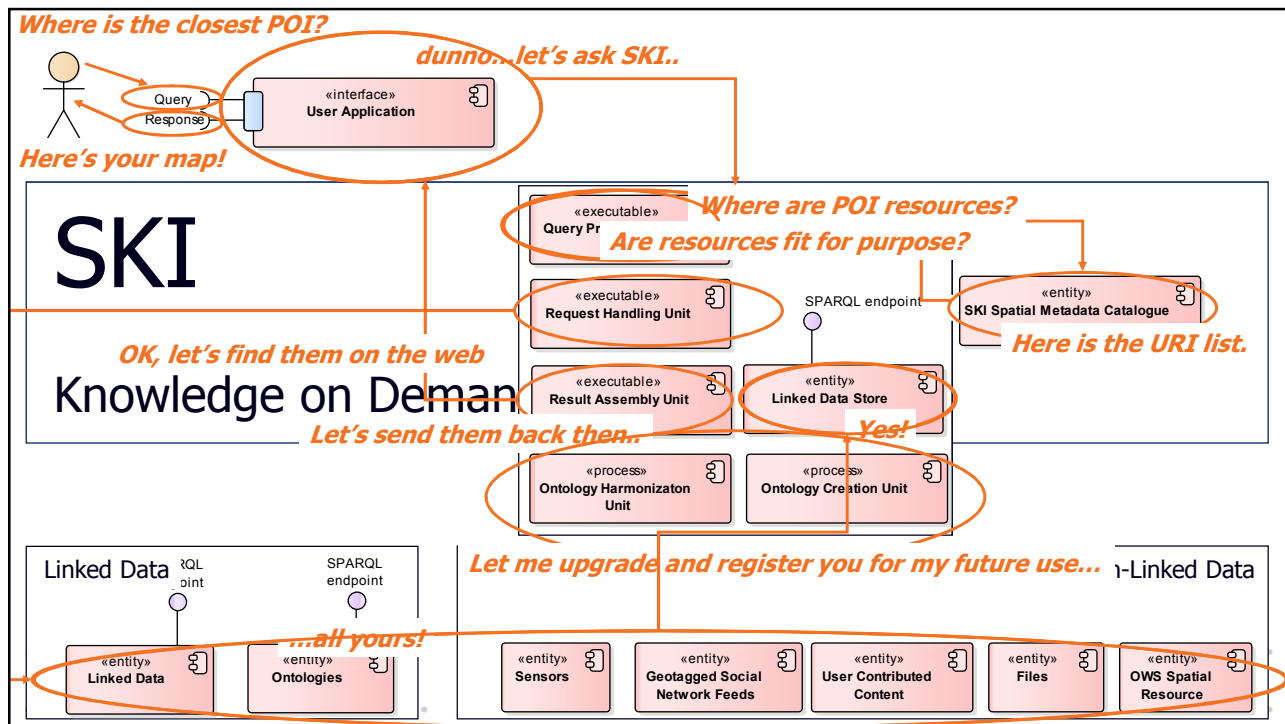 Where is the closest POI?
dunno...let's ask SKI..
Query
Response
«interface»
User Application
Here's your map!
SKI
«executable»
Query Pr
Where are POI resources?
Are resources fit for purpose?
«executable»
Request Handling Unit
SPARQL endpoint
«entity»
SKI Spatial Metadata Catalogue
Here is the URI list.
OK, let's find them on the web
Knowledge on Deman
«executable»
Result Assembly Unit
«entity»
Linked Data Store
Let's send them back then..
Yes!
«process»
Ontology Harmonizaton
Unit
«process»
Ontology Creation Unit
Linked Data
RQL
oint
SPARQL
endpoint
Let me upgrade and register you for my future use...
-Linked Data
...all yours!
«entity»
Linked Data
«entity»
Ontologies
«entity»
Sensors
«entity»
Geotagged Social
Network Feeds
«entity»
User Contributed
Content
«entity»
Files
«entity»
OWS Spatial
Resource